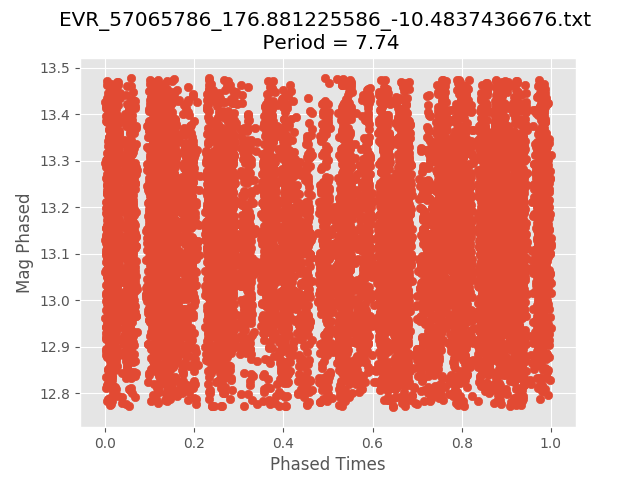 EVR_57065786_176.881225586_-10.4837436676.txt
Period = 7.74
13.5
13.4
13.3
13.2
13.1
13.0
12.9
12.8
Mag Phased
0.0 0.2 0.4 0.6 0.8 1.0
Phased Times